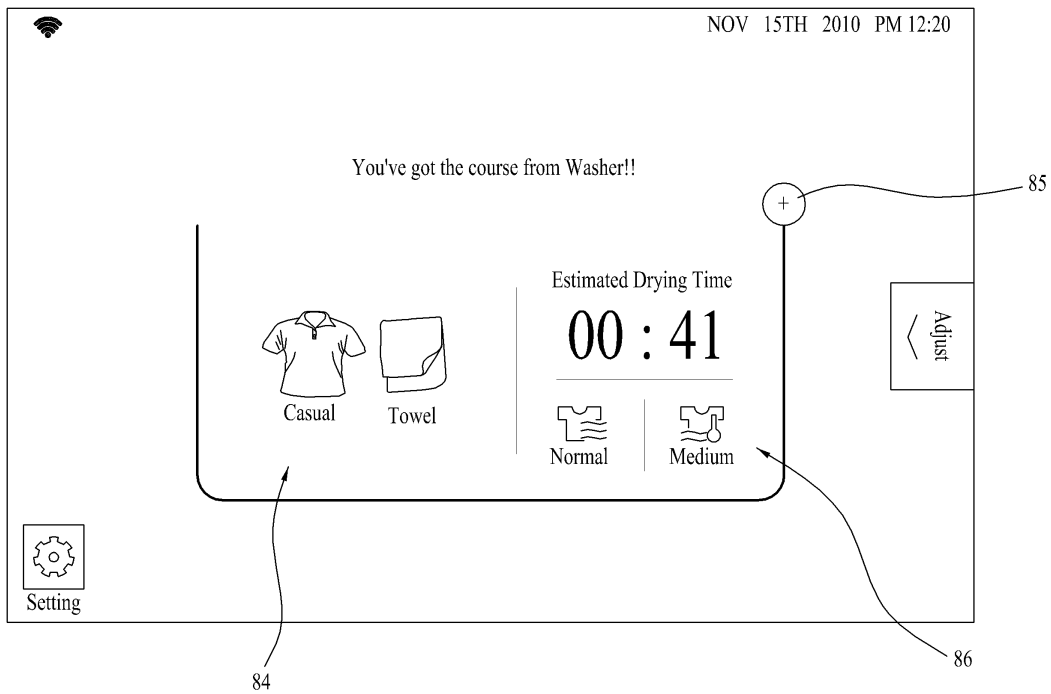 NOV 15TH 2010 PM 12:20
You've got the course from Washer!!
+
85
Estimated Drying Time
00 : 41
Adjust
Casual
Towel
Normal
Medium
Setting
84
86